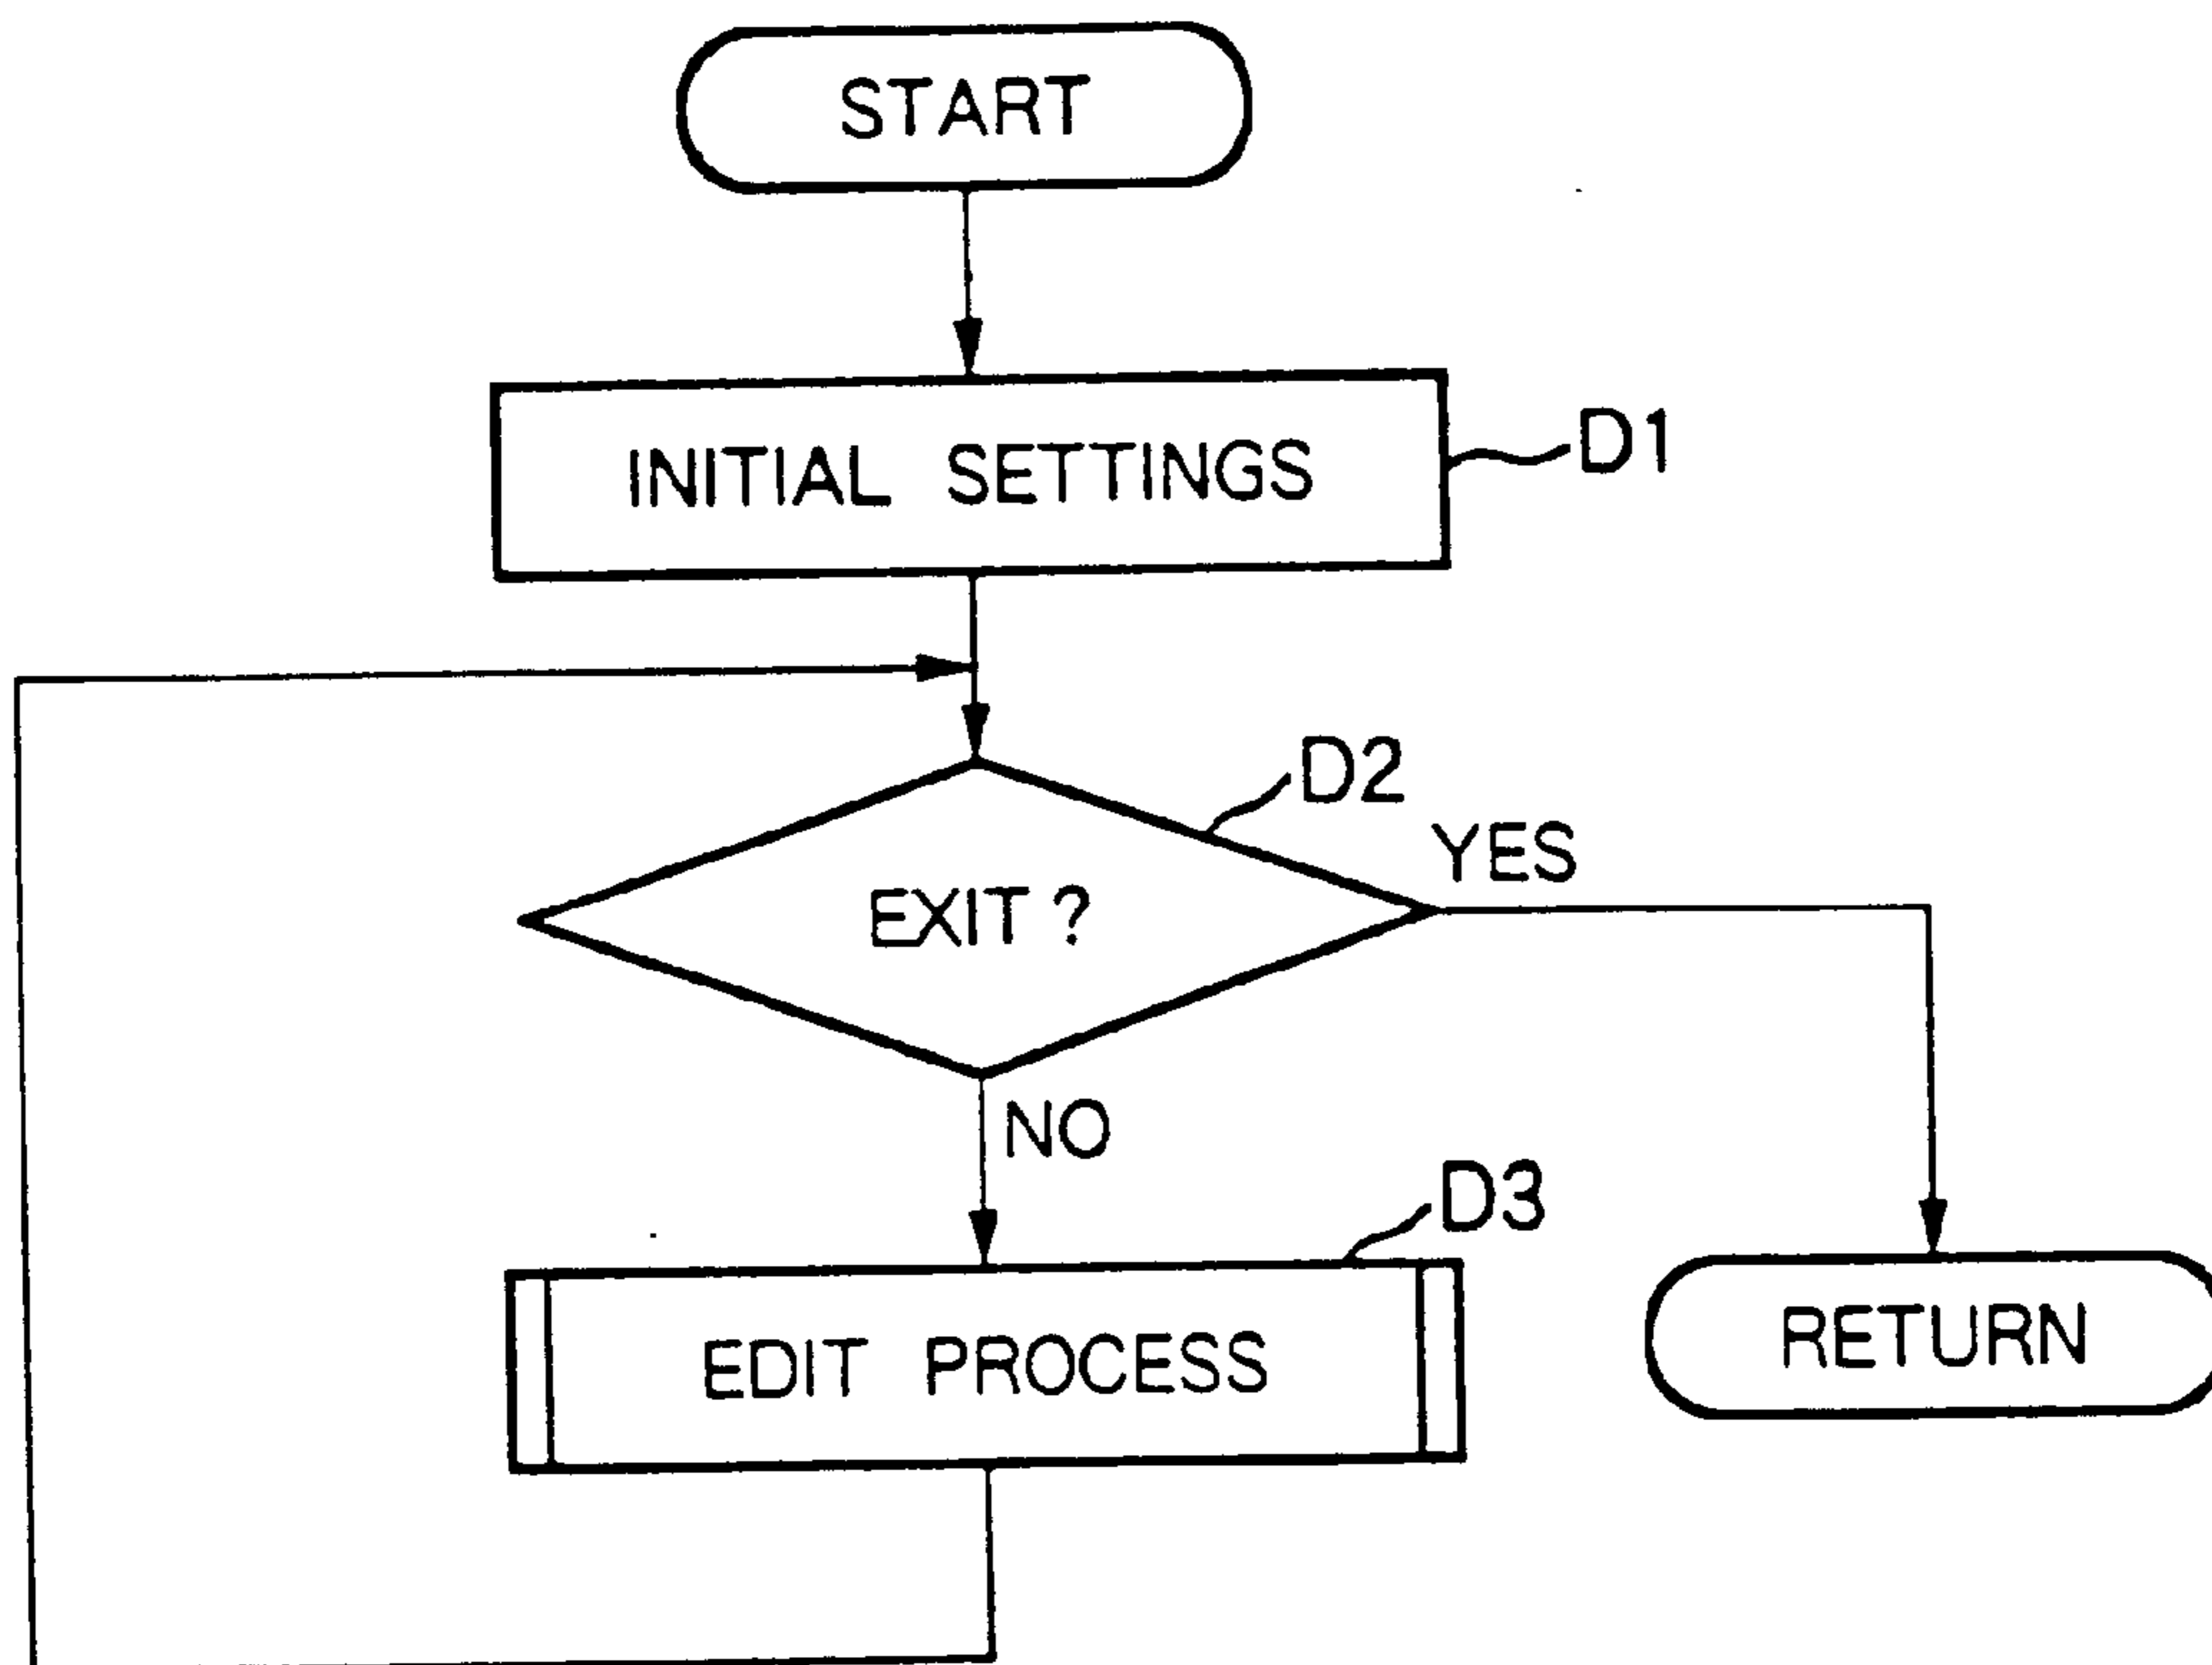 START
INITIAL SETTINGS
D1
D2
YES
EXIT ?
NO
D3
EDIT PROCESS
RETURN